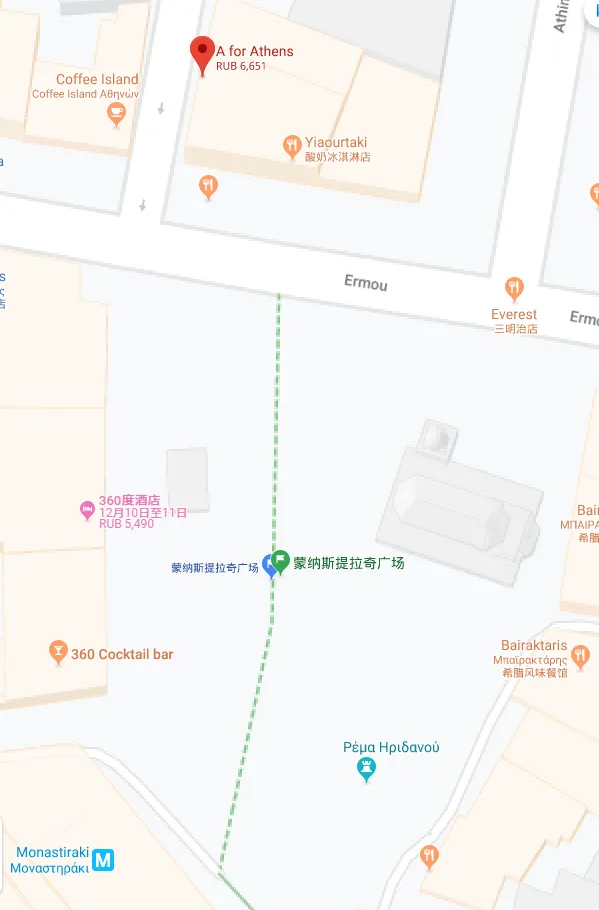 Athin
A for Athens
RUB 6,651
Coffee Island
Coffee Island Αθηνών
Yiaourtaki
酸奶冰淇淋店
a
Ermou
s
ς
店
Everest
三明治店
Ermo
360度酒店
12月10日至11日
RUB 5,490
Bai
ΜΠΑΙΡΑ
希腊
蒙纳斯提拉奇广场
蒙纳斯提拉奇广场
360 Cocktail bar
Bairaktaris
Μπαϊρακτάρης
希腊风味餐馆
Ρέμα Ηριδανού
Monastiraki
Μοναστηράκι
M